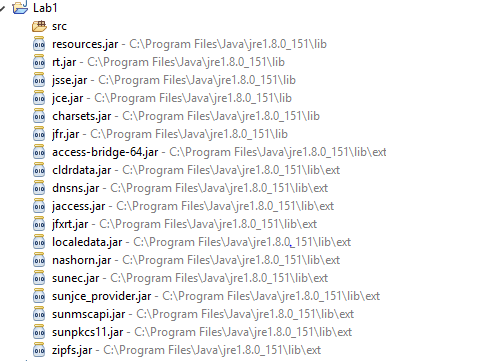 Lab1
src
resources.jar - C:\Program Files\Java\jre1.8.0_151\lib
rt.jar - C:\Program Files\Java\jre1.8.0_151\lib
jsse.jar - C:\Program Files\Java\jre1.8.0_151\lib
jce.jar - C:\Program Files\Java\jre1.8.0_151\lib
charsets.jar - C:\Program Files\Java\jre1.8.0_151\lib
jfr.jar - C:\Program Files\Java\jre1.8.0_151\lib
access-bridge-64.jar - C:\Program Files\Java\jre1.8.0_151\lib\ext
cldrdata.jar - C:\Program Files\Java\jre1.8.0_151\lib\ext
dnsns.jar - C:\Program Files\Java\jre1.8.0_151\lib\ext
jaccess.jar - C:\Program Files\Java\jre1.8.0_151\lib\ext
jfxrt.jar - C:\Program Files\Java\jre1.8.0_151\lib\ext
localedata.jar - C:\Program Files\Java\jre1.8.0_151\lib\ext
nashorn.jar - C:\Program Files\Java\jre1.8.0_151\lib\ext
sunec.jar - C:\Program Files\Java\jre1.8.0_151\lib\ext
sunjce_provider.jar - C:\Program Files\Java\jre1.8.0_151\lib\ext
sunmscapi.jar - C:\Program Files\Java\jre1.8.0_151\lib\ext
sunpkcs11.jar - C:\Program Files\Java\jre1.8.0_151\lib\ext
zipfs.jar - C:\Program Files\Java\jre1.8.0_151\lib\ext